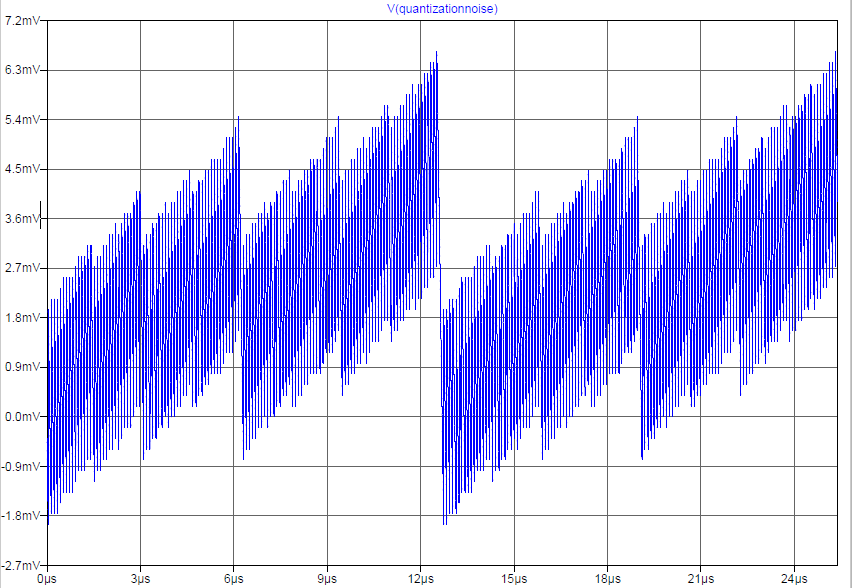 V(quantizationnoise)
7.2mV
6.3mV
5.4mV
4.5mV
3.6mV
2.7mV
1.8mV
0.9mV
0.0mV
-0.9mV
-1.8mV
-2.7mV
0µs 3µs 6µs 9µs 12µs 15µs 18µs 21µs 24µs